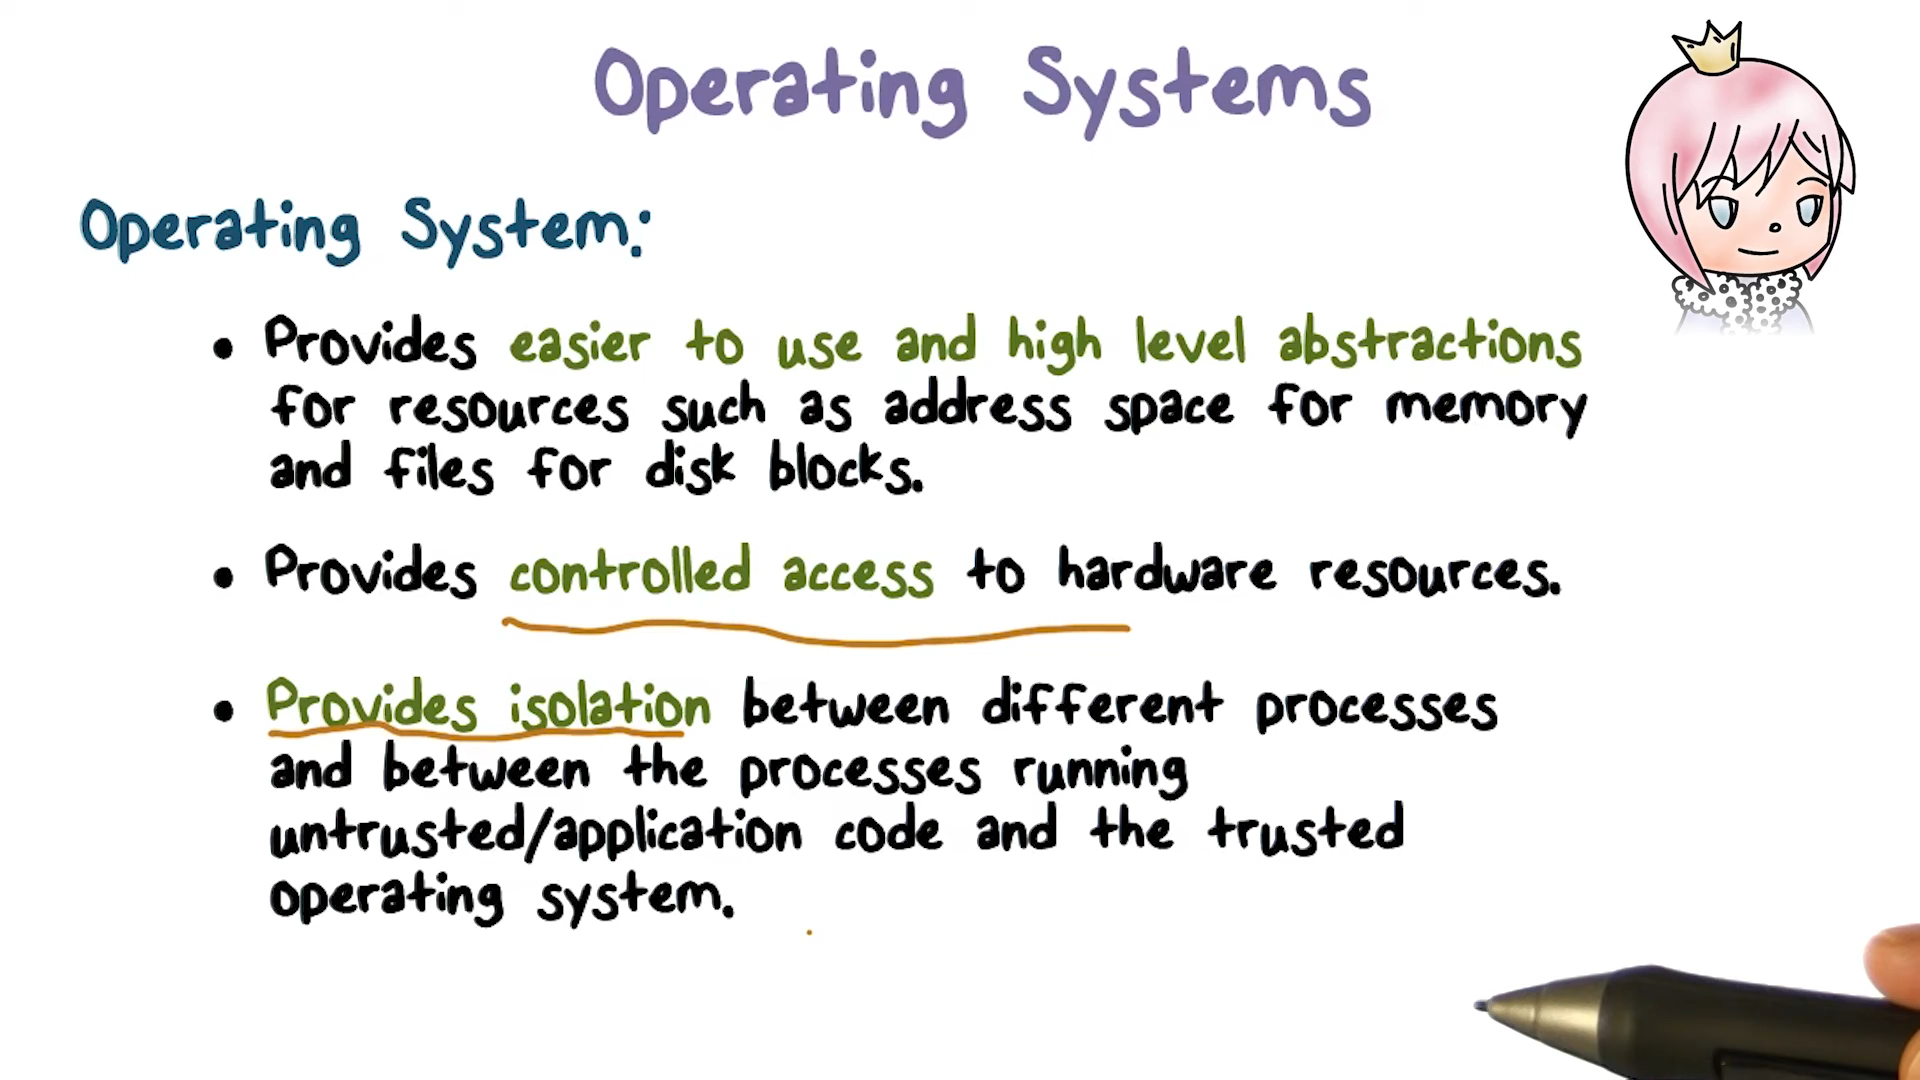 Operating Systems
Operating System:
• Provides easier to use and high level abstractions
for resources such as address space for memory
and files for disk blocks.
• Provides controlled access to hardware resources.
• Provides isolation between different processes
and between the processes running
untrusted/application code and the trusted
operating system.